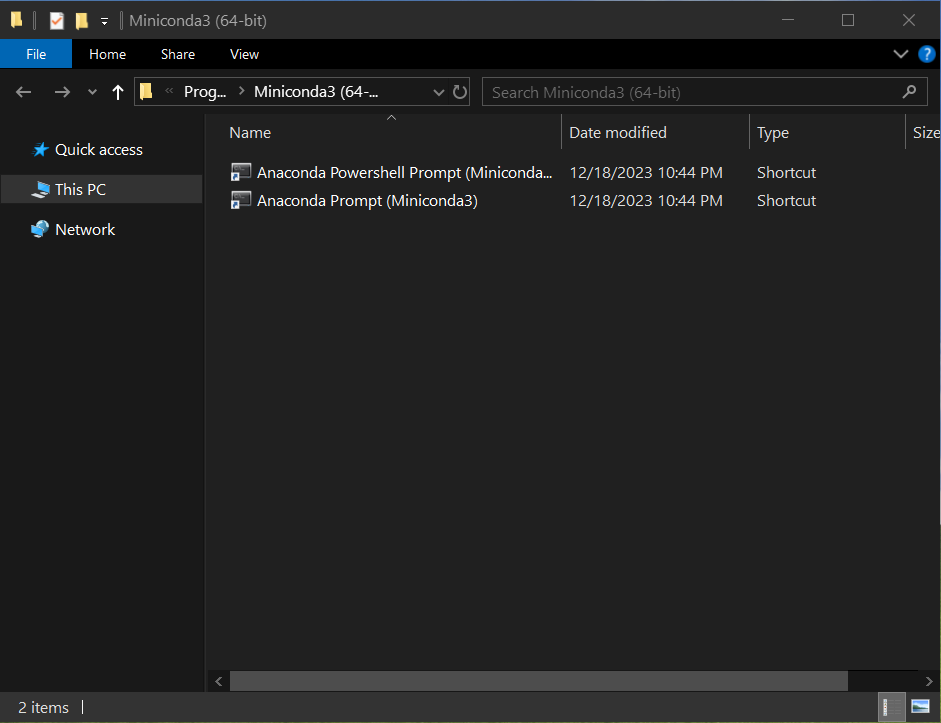 Miniconda3 (64-bit)
File Home Share View
« Prog... > Miniconda3 (64-... Search Miniconda3 (64-bit)
Name Date modified Type Size
Quick access
This PC
Network
Anaconda Powershell Prompt (Miniconda... 12/18/2023 10:44 PM Shortcut
Anaconda Prompt (Miniconda3) 12/18/2023 10:44 PM Shortcut
2 items